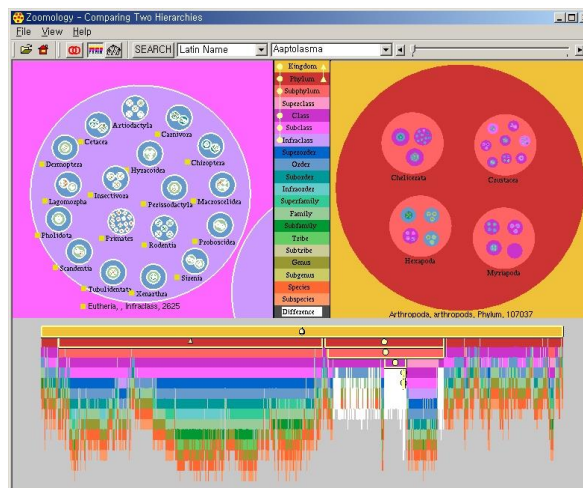 Zoomology - Comparing Two Hierarchies
File View Help
SEARCH Latin Name Aaptolasma
Kingdom
Phylum
Subphylum
Superclass
Class
Subclass
Infraclass
Superorder
Order
Suborder
Infraorder
Superfamily
Family
Subfamily
Tribe
Subtribe
Genus
Subgenus
Species
Subspecies
Difference
Artiodactyla
Cetacea
Carnivora
Dermoptera
Hyracoidea
Chiroptera
Lagomorpha
Insectivora
Perissodactyla
Macroscelidea
Pholidota
Primates
Rodentia
Proboscidea
Scandentia
Sirenia
Tubulidentata
Xenarthra
Eutheria, , Infraclass, 2625
Chelicerata
Crustacea
Hexapoda
Myriapoda
Arthropoda, arthropods, Phylum, 107037